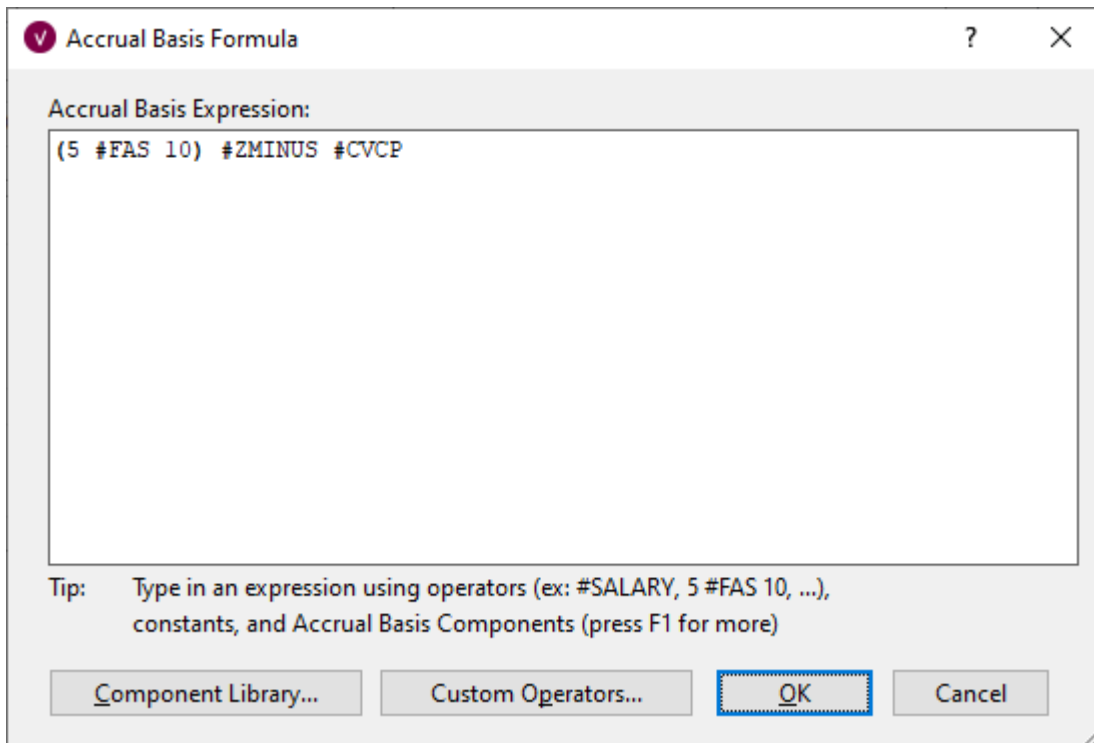 V Accrual Basis Formula ? ×
Accrual Basis Expression:
(5 #FAS 10) #ZMINUS #CVCP
Tip: Type in an expression using operators (ex: #SALARY, 5 #FAS 10, ...),
constants, and Accrual Basis Components (press F1 for more)
Component Library... Custom Operators... OK Cancel